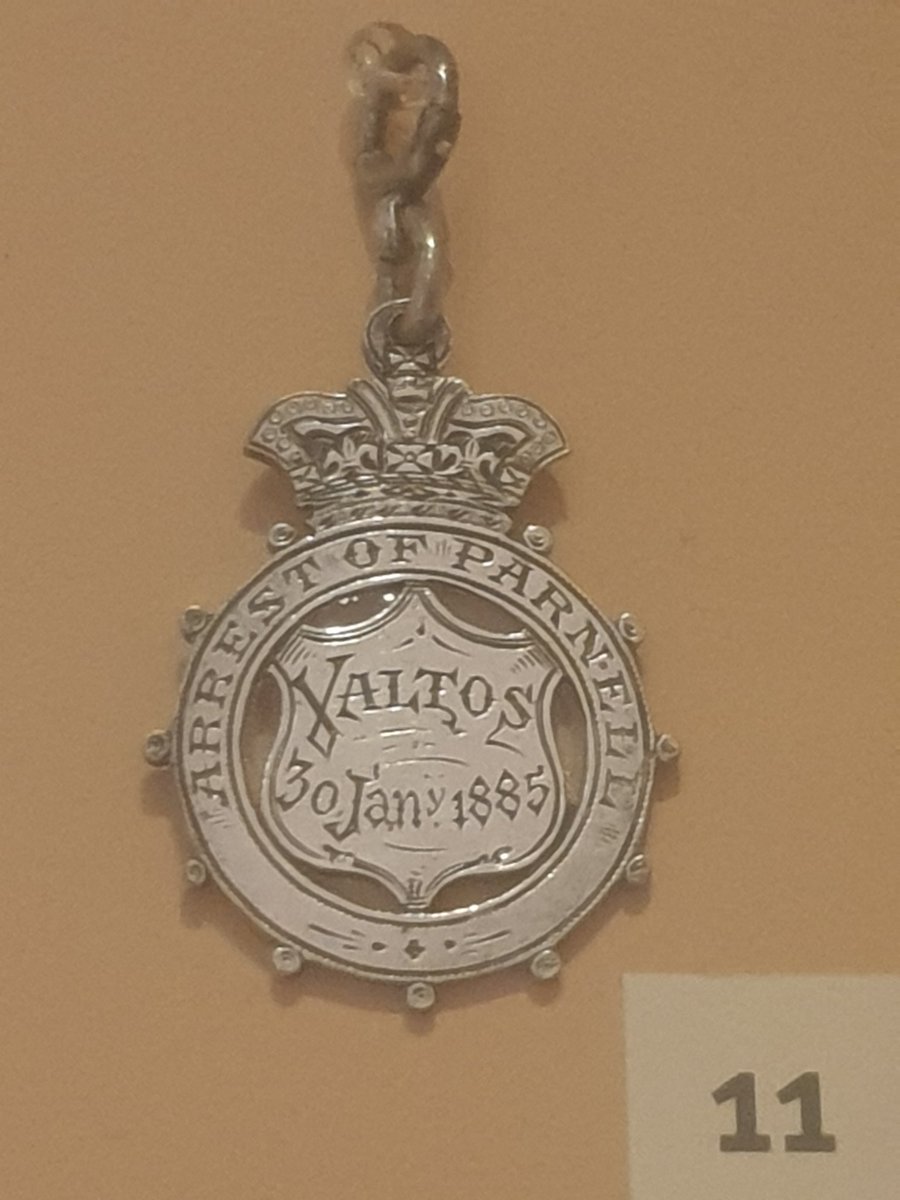 ARREST OF PARNELL
VALTOS
30 Jany. 1885
11